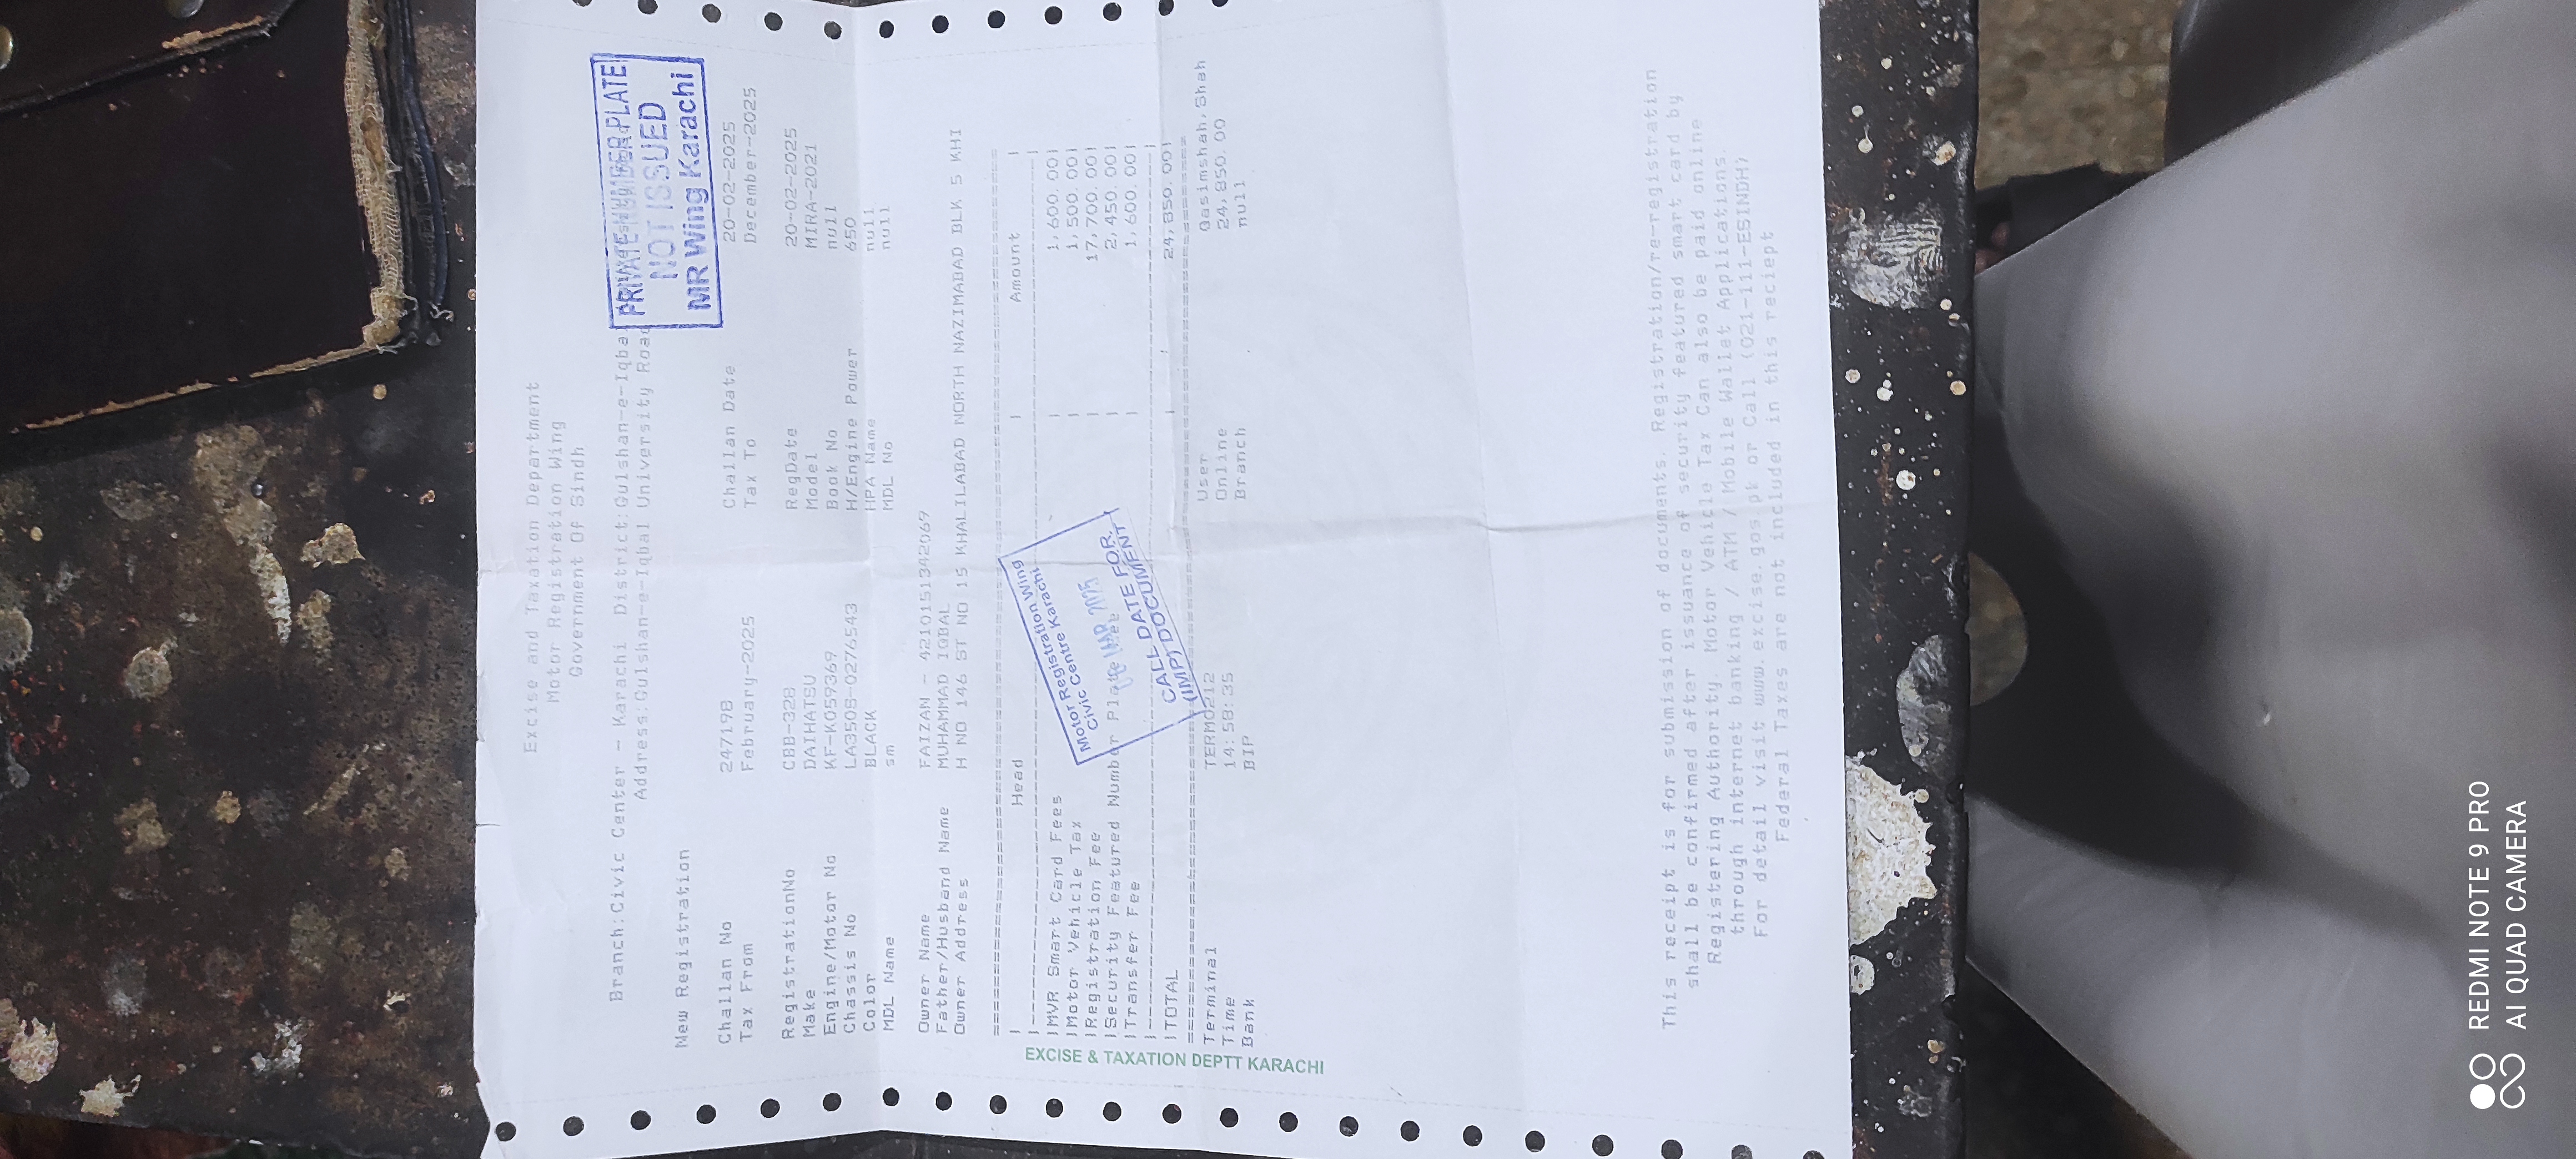 Excise and Taxation Department
Motor Registration Wing
Government Of Sindh
Branch:Civic Center - Karachi District:Gulshan-e-Iqbal
Address:Gulshan-e-Iqbal University Road
PRIVATE NUMBER PLATE
NOT ISSUED
MR Wing Karachi
New Registration
Challan No 247198 Challan Date 20-02-2025
Tax From February-2025 Tax To December-2025
RegistrationNo CBB-328 RegDate 20-02-2025
Make DAIHATSU Model MIRA-2021
Engine/Motor No KF-K059369 Book No null
Chassis No LA350S-0276543 H/Engine Power 650
Color BLACK HPA Name null
MDL Name sm MDL No null
Owner Name FAIZAN - 4210151342069
Father/Husband Name MUHAMMAD IQBAL
Owner Address H NO 146 ST NO 15 KHALILABAD NORTH NAZIMABAD BLK 5 KHI
Head Amount
MVR Smart Card Fees 1,600.00
Motor Vehicle Tax 1,500.00
Registration Fee 17,700.00
Security Featured Number Plate 2,450.00
Transfer Fee 1,600.00
TOTAL 24,850.00
Motor Registration Wing
Civic Centre Karachi
MAR 2025
CALL DATE FOR
(IMP) DOCUMENT
Terminal TERM0212 User Qasimshah.Shah
Time 14:58:35 Online 24,850.00
Bank BIP Branch null
EXCISE & TAXATION DEPTT KARACHI
This receipt is for submission of documents. Registration/re-registration
shall be confirmed after issuance of security featured smart card by
Registering Authority. Motor Vehicle Tax Can also be paid online
through internet banking / ATM / Mobile Wallet Applications.
For detail visit www.excise.gos.pk or Call (021-111-ESINDH)
Federal Taxes are not included in this reciept
REDMI NOTE 9 PRO
AI QUAD CAMERA